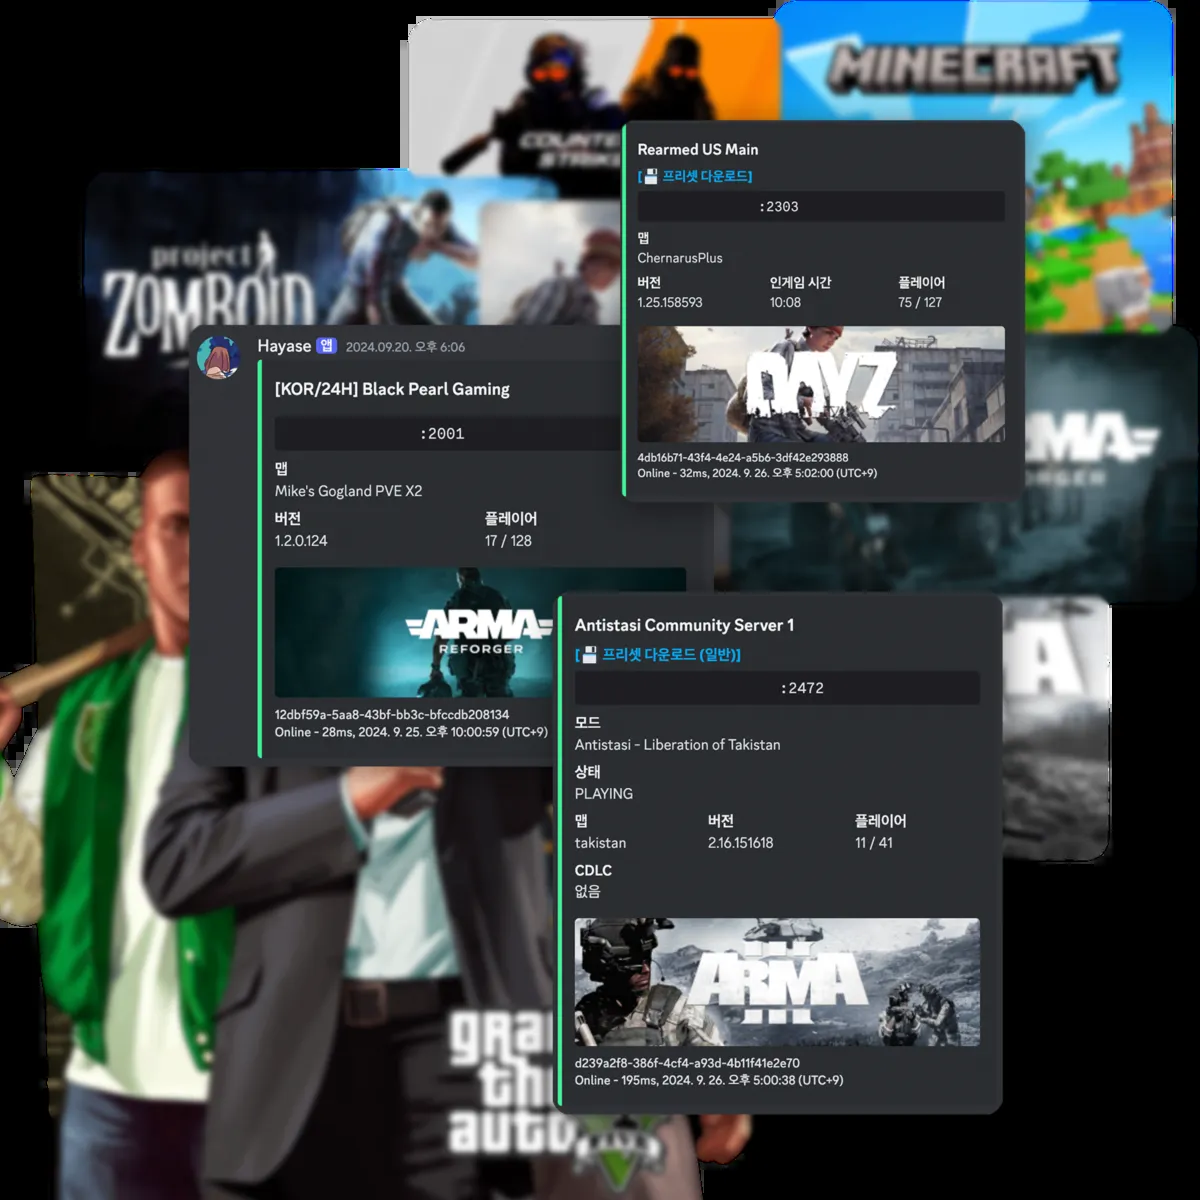 COUNTE
STRIKE
MINECRAFT
project
ZOMBOID
Rearmed US Main
[💾 프리셋 다운로드]
:2303
맵
ChernarusPlus
버전 인게임 시간 플레이어
1.25.158593 10:08 75 / 127
DAYZ
4db16b71-43f4-4e24-a5b6-3df42e293888
Online - 32ms, 2024. 9. 26. 오후 5:02:00 (UTC+9)
Hayase 앱 2024.09.20. 오후 6:06
[KOR/24H] Black Pearl Gaming
:2001
맵
Mike's Gogland PVE X2
버전 플레이어
1.2.0.124 17 / 128
ARMA
REFORGER
12dbf59a-5aa8-43bf-bb3c-bfccdb208134
Online - 28ms, 2024. 9. 25. 오후 10:00:59 (UTC+9)
MA
ORGER
Antistasi Community Server 1
[💾 프리셋 다운로드 (일반)]
:2472
모드
Antistasi - Liberation of Takistan
상태
PLAYING
맵 버전 플레이어
takistan 2.16.151618 11 / 41
CDLC
없음
ARMA
III
d239a2f8-386f-4cf4-a93d-4b11f41e2e70
Online - 195ms, 2024. 9. 26. 오후 5:00:38 (UTC+9)
A
gra
the
auto
V